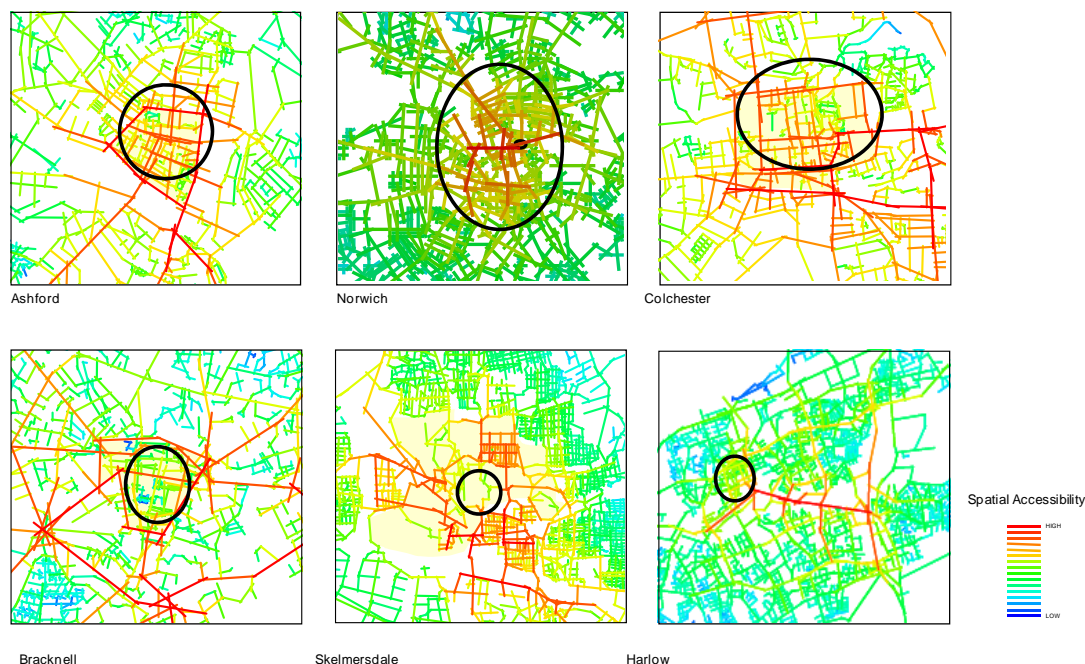 Ashford
Norwich
Colchester
Spatial Accessibility
HIGH
LOW
Bracknell
Skelmersdale
Harlow